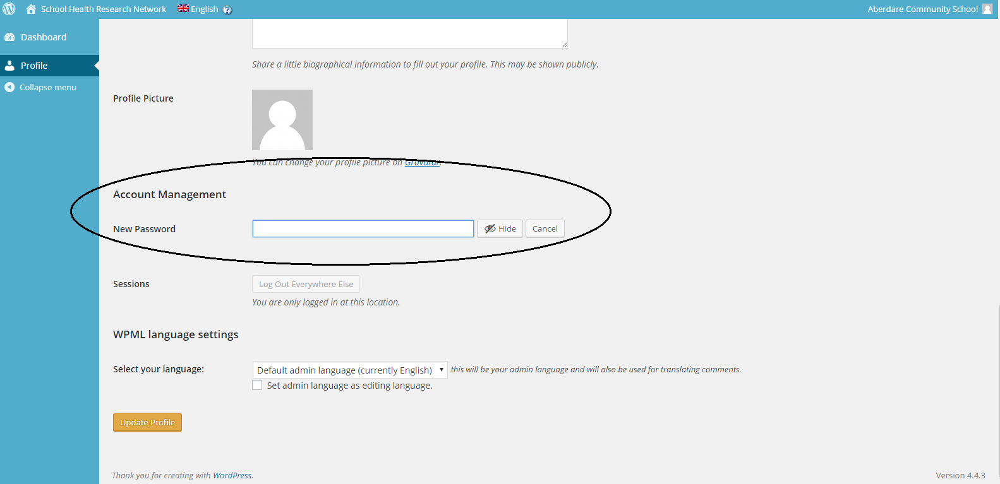 School Health Research Network English Aberdare Community School
Dashboard
Profile
Collapse menu
Share a little biographical information to fill out your profile. This may be shown publicly.
Profile Picture
You can change your profile picture on Gravatar.
Account Management
New Password Hide Cancel
Sessions Log Out Everywhere Else
You are only logged in at this location.
WPML language settings
Select your language: Default admin language (currently English) this will be your admin language and will also be used for translating comments.
Set admin language as editing language.
Update Profile
Thank you for creating with WordPress. Version 4.4.3